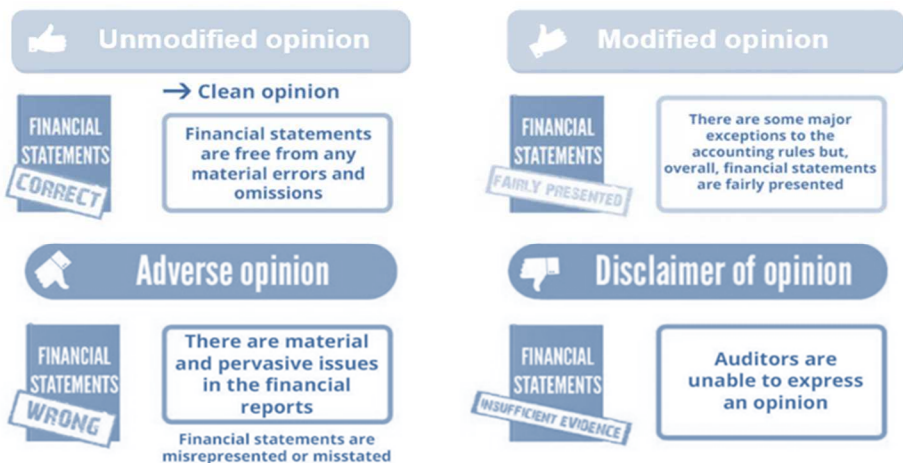 Unmodified opinion
→ Clean opinion
FINANCIAL
STATEMENTS
CORRECT
Financial statements
are free from any
material errors and
omissions
Modified opinion
FINANCIAL
STATEMENTS
FAIRLY PRESENTED
There are some major
exceptions to the
accounting rules but,
overall, financial statements
are fairly presented
Adverse opinion
FINANCIAL
STATEMENTS
WRONG
There are material
and pervasive issues
in the financial
reports
Financial statements are
misrepresented or misstated
Disclaimer of opinion
FINANCIAL
STATEMENTS
INSUFFICIENT EVIDENCE
Auditors are
unable to express
an opinion